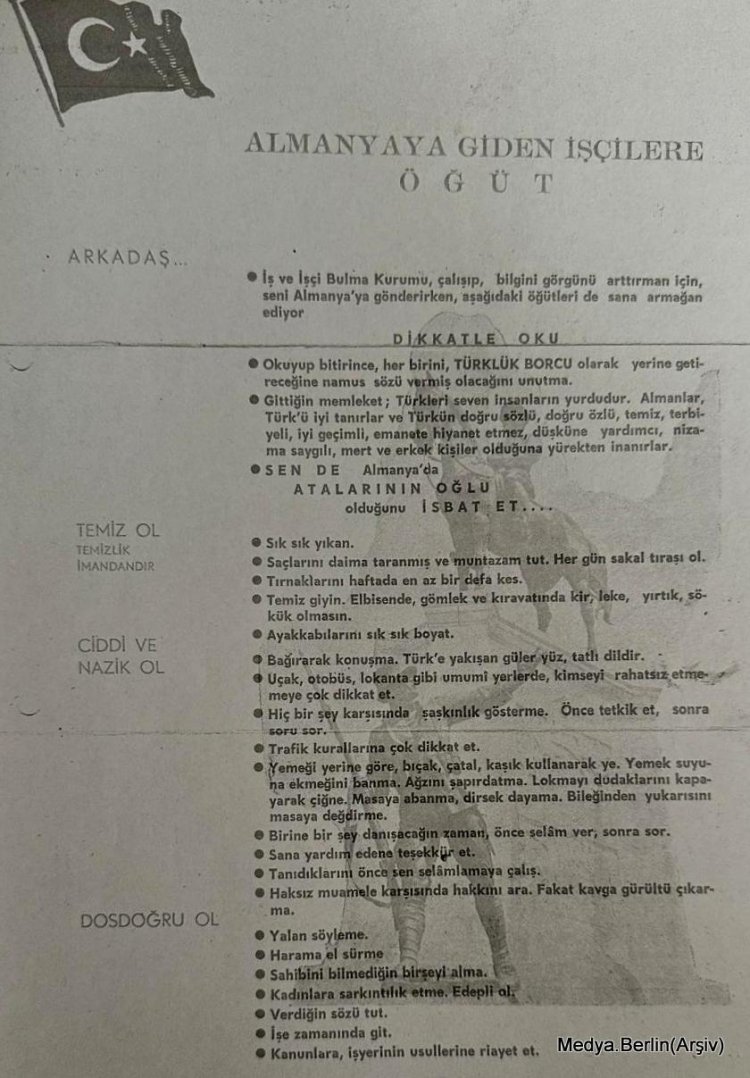 ALMANYAYA GİDEN İŞÇİLERE
ÖĞÜT
ARKADAŞ...
● İş ve İşçi Bulma Kurumu, çalışıp, bilgini görgünü arttırman için,
seni Almanya'ya gönderirken, aşağıdaki öğütleri de sana armağan
ediyor
DİKKATLE OKU
● Okuyup bitirince, her birini, TÜRKLÜK BORCU olarak yerine geti-
receğine namus sözü vermiş olacağını unutma.
● Gittiğin memleket; Türkleri seven insanların yurdudur. Almanlar,
Türk'ü iyi tanırlar ve Türkün doğru sözlü, doğru özlü, temiz, terbi-
yeli, iyi geçimli, emanete hiyanet etmez, düşküne yardımcı, niza-
ma saygılı, mert ve erkek kişiler olduğuna yürekten inanırlar.
● SEN DE Almanya'da
ATALARININ OĞLU
olduğunu İSBAT ET....
TEMİZ OL
TEMİZLİK
İMANDANDIR
● Sık sık yıkan.
● Saçlarını daima taranmış ve muntazam tut. Her gün sakal tıraşı ol.
● Tırnaklarını haftada en az bir defa kes.
● Temiz giyin. Elbisende, gömlek ve kıravatında kir, leke, yırtık, sö-
kük olmasın.
● Ayakkabılarını sık sık boyat.
CİDDİ VE
NAZİK OL
● Bağırarak konuşma. Türk'e yakışan güler yüz, tatlı dildir.
● Uçak, otobüs, lokanta gibi umumî yerlerde, kimseyi rahatsız etme-
meye çok dikkat et.
● Hiç bir şey karşısında şaşkınlık gösterme. Önce tetkik et, sonra
soru sor.
● Trafik kurallarına çok dikkat et.
● Yemeği yerine göre, bıçak, çatal, kaşık kullanarak ye. Yemek suyu-
na ekmeğini banma. Ağzını şapırdatma. Lokmayı dudaklarını kapa-
yarak çiğne. Masaya abanma, dirsek dayama. Bileğinden yukarısını
masaya değdirme.
● Birine bir şey danışacağın zaman, önce selâm ver, sonra sor.
● Sana yardım edene teşekkür et.
● Tanıdıklarını önce sen selâmlamaya çalış.
● Haksız muamele karşısında hakkını ara. Fakat kavga gürültü çıkar-
ma.
DOSDOĞRU OL
● Yalan söyleme.
● Harama el sürme
● Sahibini bilmediğin birşeyi alma.
● Kadınlara sarkıntılık etme. Edepli ol.
● Verdiğin sözü tut.
● İşe zamanında git.
● Kanunlara, işyerinin usullerine riayet et.
Medya.Berlin(Arşiv)